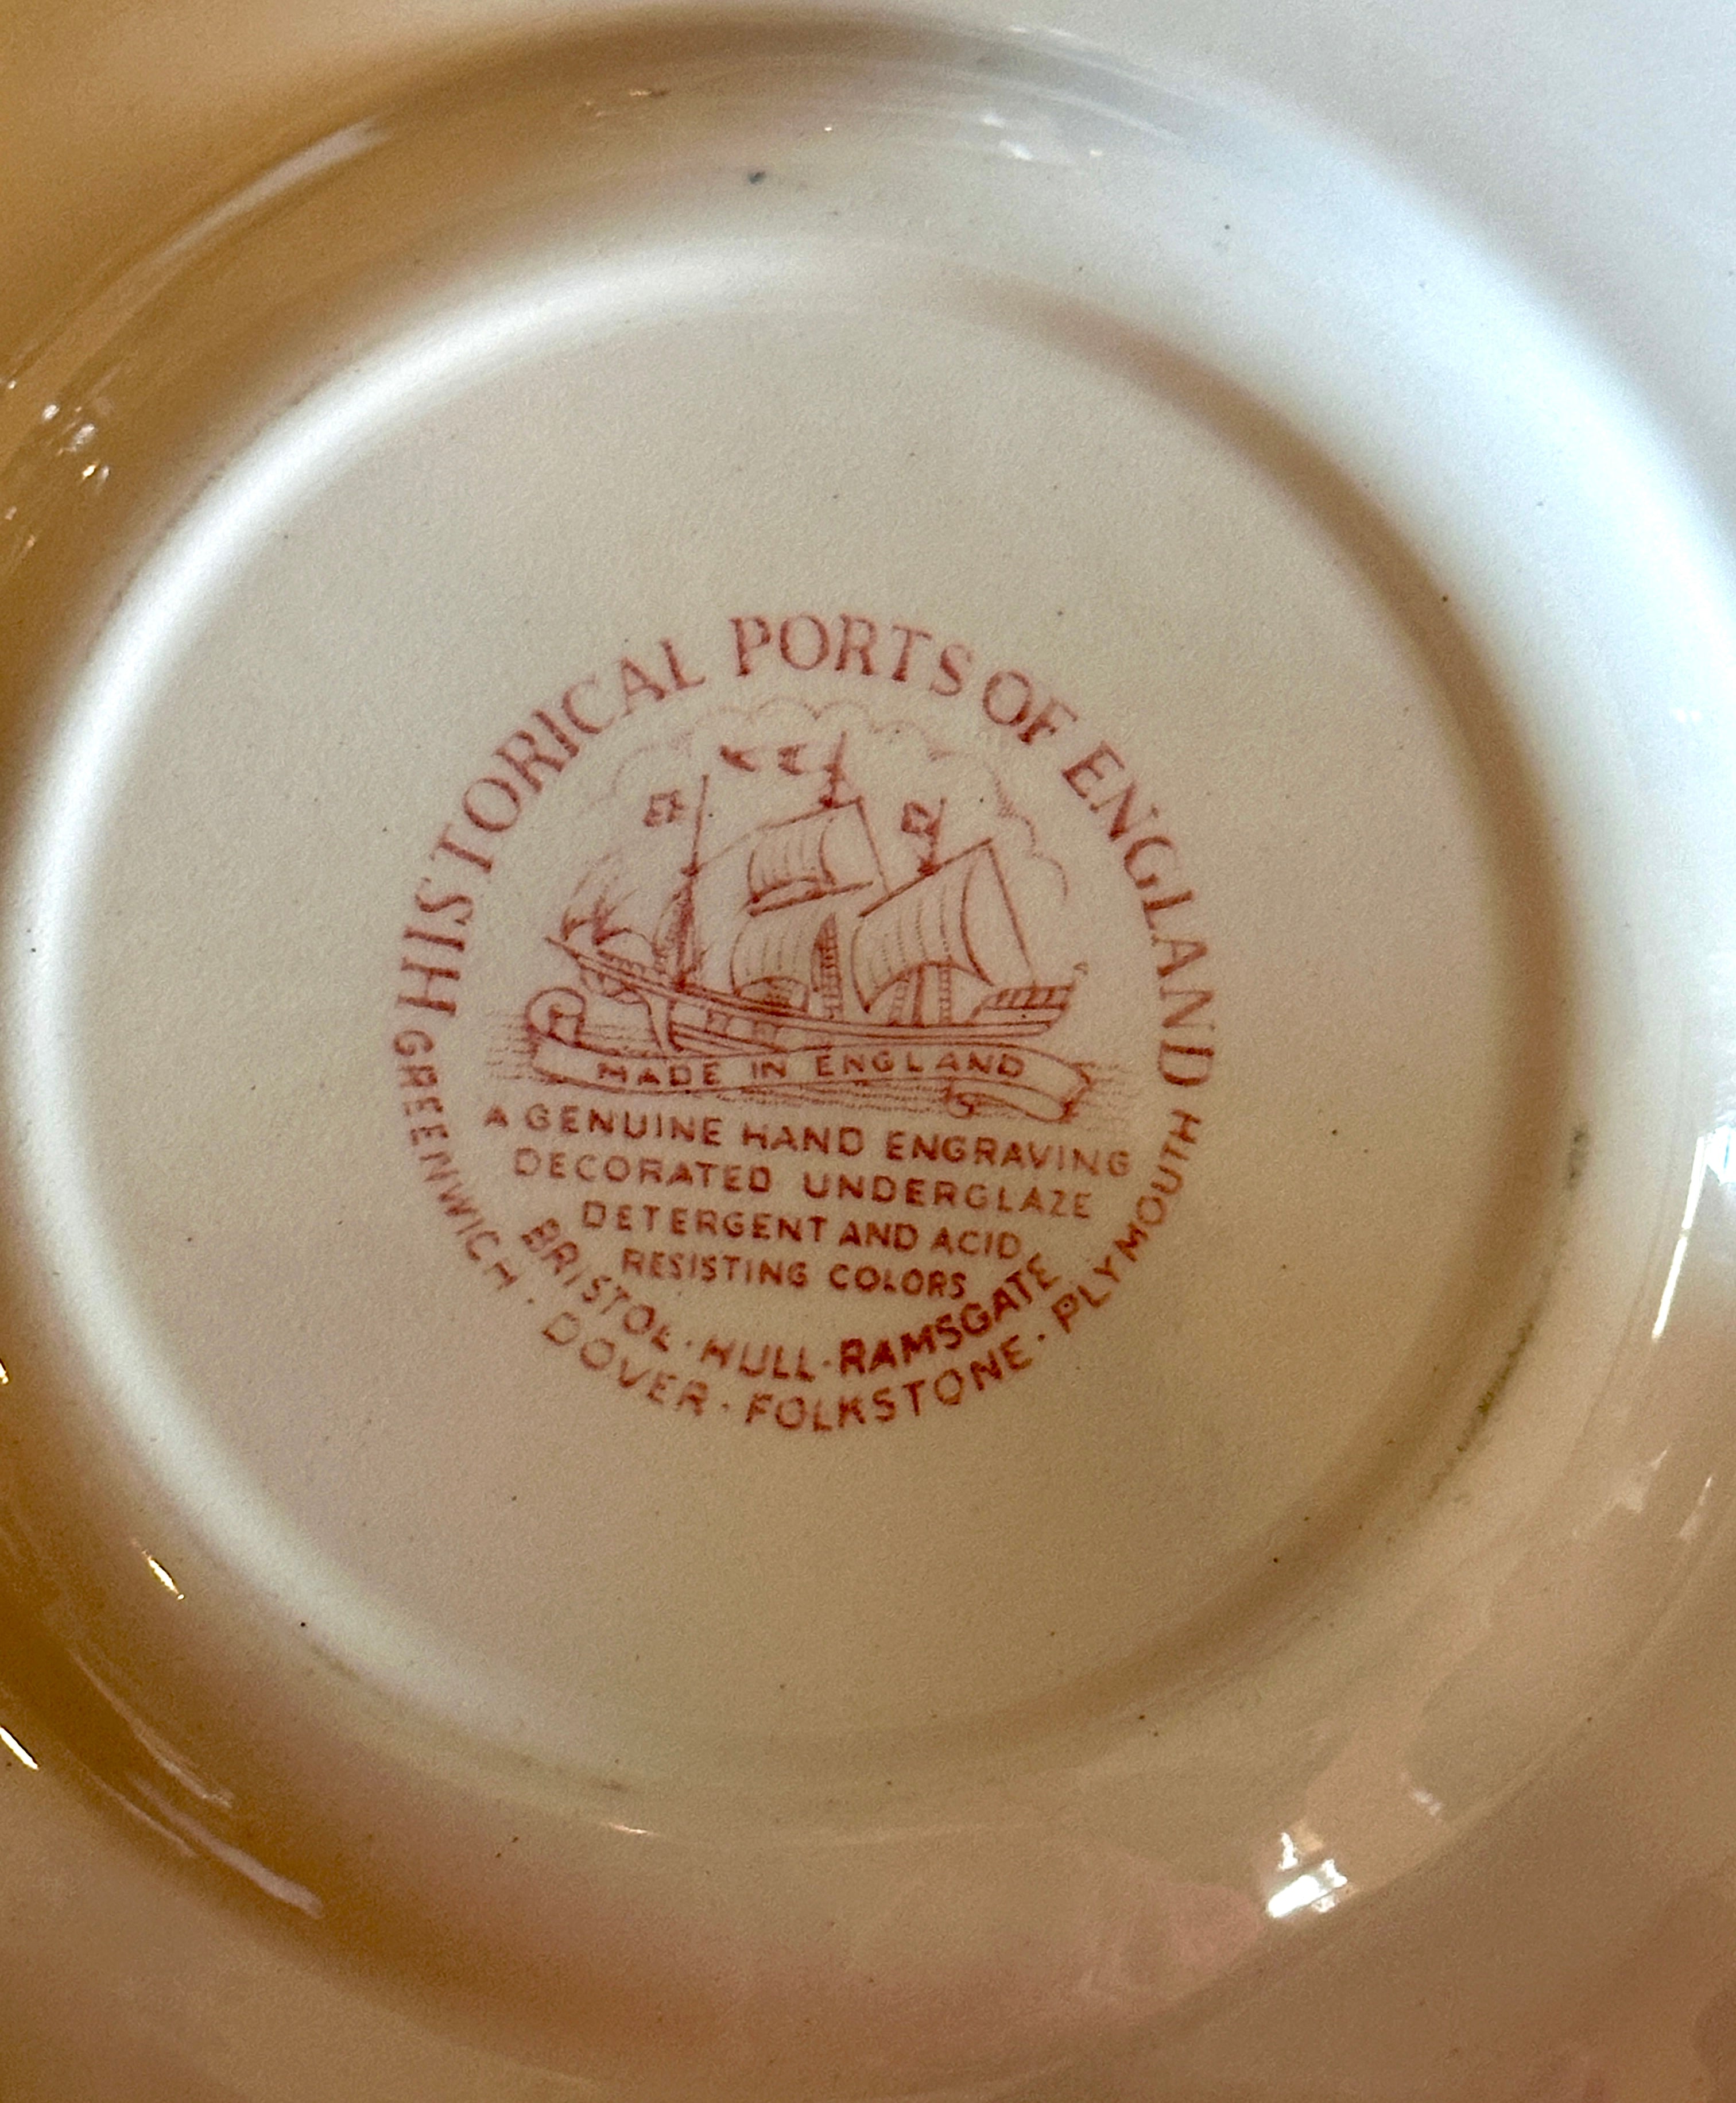 HISTORICAL PORTS OF ENGLAND
MADE IN ENGLAND
A GENUINE HAND ENGRAVING
DECORATED UNDERGLAZE
DETERGENT AND ACID
RESISTING COLORS
BRISTOL · HULL · RAMSGATE
GREENWICH · DOVER · FOLKSTONE · PLYMOUTH